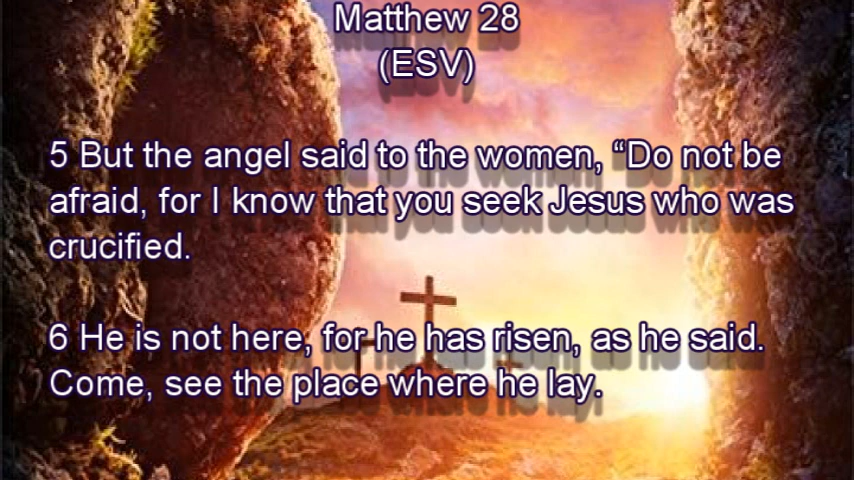 Matthew 28
(ESV)
5 But the angel said to the women, “Do not be
afraid, for I know that you seek Jesus who was
crucified.
6 He is not here, for he has risen, as he said.
Come, see the place where he lay.